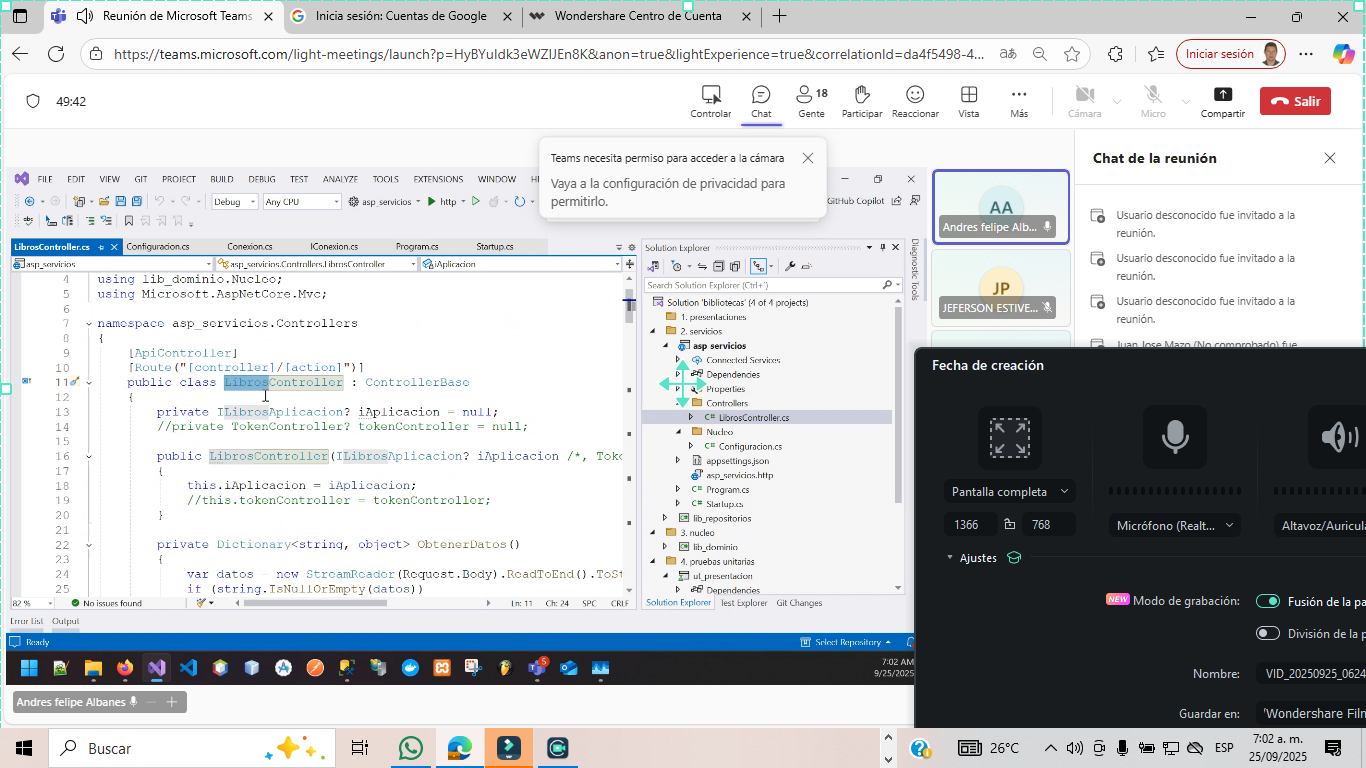 Reunión de Microsoft Teams
Inicia sesión: Cuentas de Google
Wondershare Centro de Cuenta
https://teams.microsoft.com/light-meetings/launch?p=HyBYuIdk3eWZIJEn8K&anon=true&lightExperience=true&correlationId=da4f5498-4...
Iniciar sesión
49:42
Controlar
Chat
18
Gente
Participar
Reaccionar
Vista
Más
Cámara
Micro
Compartir
Salir
Teams necesita permiso para acceder a la cámara
Vaya a la configuración de privacidad para
permitirlo.
Chat de la reunión
Usuario desconocido fue invitado a la
reunión.
Usuario desconocido fue invitado a la
reunión.
Usuario desconocido fue invitado a la
reunión.
Juan Jose Mazo (No comprobado) fue
AA
Andres felipe Alb...
JP
JEFERSON ESTIVE...
FILE EDIT VIEW GIT PROJECT BUILD DEBUG TEST ANALYZE TOOLS EXTENSIONS WINDOW
Debug Any CPU asp_servicios http
GitHub Copilot
LibrosController.cs Configuracion.cs Conexion.cs IConexion.cs Program.cs Startup.cs
asp_servicios asp_servicios.Controllers.LibrosController iAplicacion
4 using lib_dominio.Nucleo;
5 using Microsoft.AspNetCore.Mvc;
6
7 namespace asp_servicios.Controllers
8 {
9 [ApiController]
10 [Route("[controller]/[action]")]
11 public class LibrosController : ControllerBase
12 {
13 private ILibrosAplicacion? iAplicacion = null;
14 //private TokenController? tokenController = null;
15
16 public LibrosController(ILibrosAplicacion? iAplicacion /*, Toke
17 {
18 this.iAplicacion = iAplicacion;
19 //this.tokenController = tokenController;
20 }
21
22 private Dictionary<string, object> ObtenerDatos()
23 {
24 var datos = new StreamReader(Request.Body).ReadToEnd().ToSt
25 if (string.IsNullOrEmpty(datos))
82 % No issues found Ln: 11 Ch: 24 SPC CRLF
Error List Output
Ready
Select Repository
Solution Explorer
Search Solution Explorer (Ctrl+')
Solution 'bibliotecas' (4 of 4 projects)
1. presentaciones
2. servicios
asp servicios
Connected Services
Dependencies
Properties
Controllers
C# LibrosController.cs
Nucleo
C# Configuracion.cs
appsettings.json
asp_servicios.http
C# Program.cs
C# Startup.cs
lib_repositorios
3. nucleo
lib_dominio
4. pruebas unitarias
ut_presentacion
Dependencies
Solution Explorer Test Explorer Git Changes
Diagnostic Tools
5
7:02 AM
9/25/2025
Andres felipe Albanes
Fecha de creación
Pantalla completa
1366
768
Micrófono (Realt...
Altavoz/Auricula
Ajustes
NEW Modo de grabación:
Fusión de la pa
División de la p
Nombre:
VID_20250925_0624
Guardar en:
'Wondershare Film
Buscar
26°C
ESP
7:02 a. m.
25/09/2025